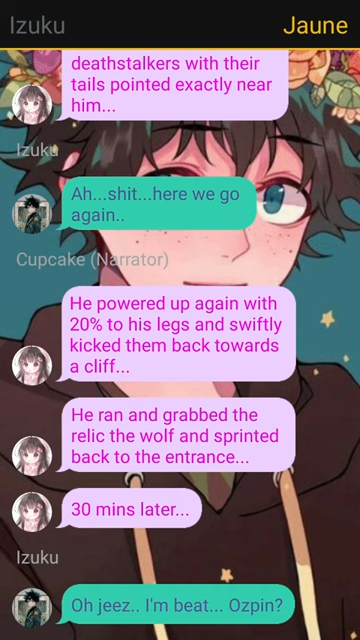 Izuku Jaune
deathstalkers with their
tails pointed exactly near
him...
Izuku
Ah...shit...here we go
again..
Cupcake (Narrator)
He powered up again with
20% to his legs and swiftly
kicked them back towards
a cliff...
He ran and grabbed the
relic the wolf and sprinted
back to the entrance...
30 mins later...
Izuku
Oh jeez.. I'm beat... Ozpin?